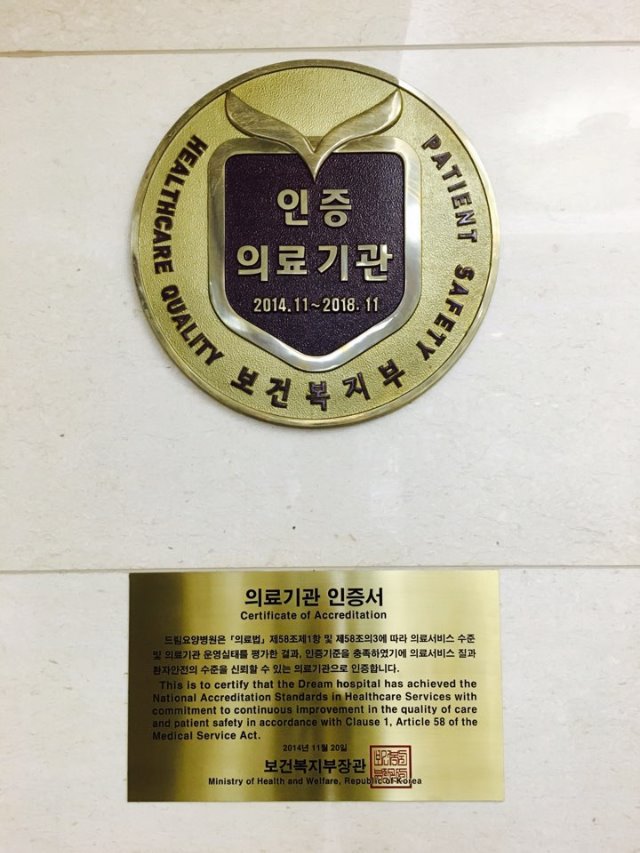 HEALTHCARE QUALITY
PATIENT SAFETY
인증
의료기관
2014.11~2018.11
보건복지부
의료기관 인증서
Certificate of Accreditation
드림요양병원은 「의료법」 제58조제1항 및 제58조의3에 따라 의료서비스 수준
및 의료기관 운영실태를 평가한 결과, 인증기준을 충족하였기에 의료서비스 질과
환자안전의 수준을 신뢰할 수 있는 의료기관으로 인증합니다.
This is to certify that the Dream hospital has achieved the
National Accreditation Standards in Healthcare Services with
commitment to continuous improvement in the quality of care
and patient safety in accordance with Clause 1, Article 58 of the
Medical Service Act.
2014년 11월 20일
보건복지부장관
Ministry of Health and Welfare, Republic of Korea